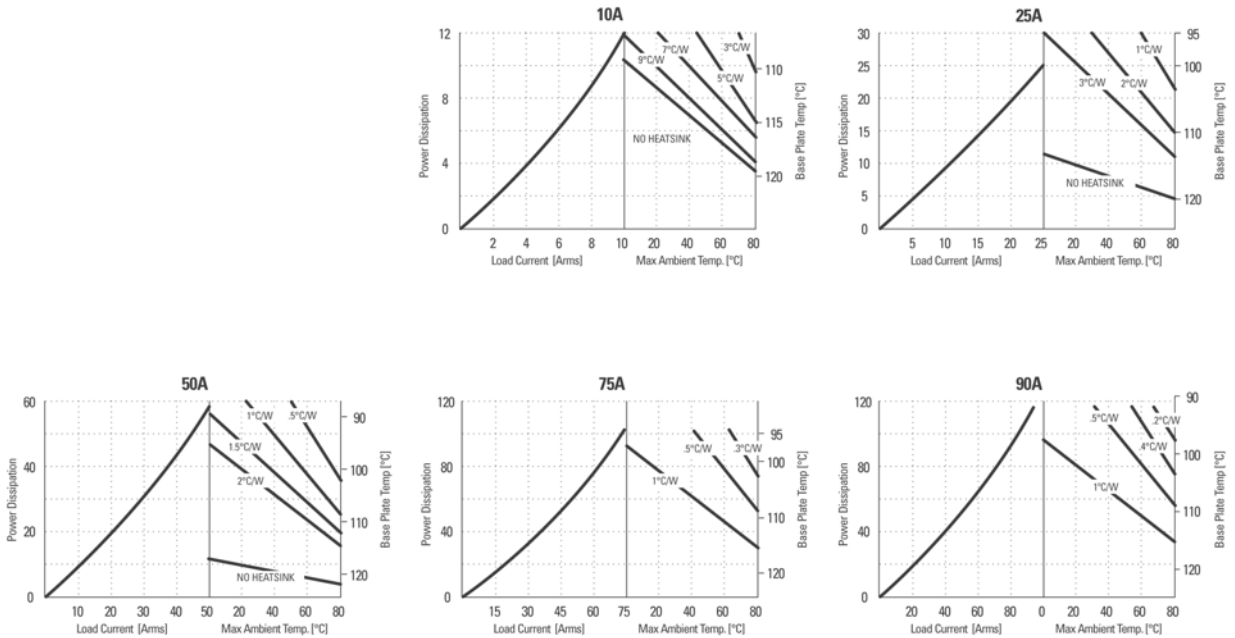 10A
12
8
4
0
Power Dissipation
9°C/W
7°C/W
5°C/W
3°C/W
NO HEATSINK
110
115
120
Base Plate Temp [°C]
2 4 6 8 10 20 40 60 80
Load Current [Arms] Max Ambient Temp. [°C]
25A
30
25
20
15
10
5
0
Power Dissipation
3°C/W
2°C/W
1°C/W
NO HEATSINK
95
100
110
120
Base Plate Temp [°C]
5 10 15 20 25 20 40 60 80
Load Current [Arms] Max Ambient Temp. [°C]
50A
60
40
20
0
Power Dissipation
1°C/W
.5°C/W
1.5°C/W
2°C/W
NO HEATSINK
90
100
110
120
Base Plate Temp [°C]
10 20 30 40 50 20 40 60 80
Load Current [Arms] Max Ambient Temp. [°C]
75A
120
80
40
0
Power Dissipation
.5°C/W
.3°C/W
1°C/W
95
100
110
120
Base Plate Temp [°C]
15 30 45 60 75 20 40 60 80
Load Current [Arms] Max Ambient Temp. [°C]
90A
120
80
40
0
Power Dissipation
.5°C/W
.2°C/W
.4°C/W
1°C/W
90
100
110
120
Base Plate Temp [°C]
20 40 60 80 0 20 40 60 80
Load Current [Arms] Max Ambient Temp. [°C]